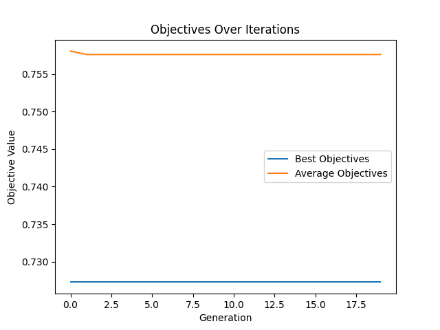 Objectives Over Iterations
Objective Value
0.755
0.750
0.745
0.740
0.735
0.730
Best Objectives
Average Objectives
0.0 2.5 5.0 7.5 10.0 12.5 15.0 17.5
Generation